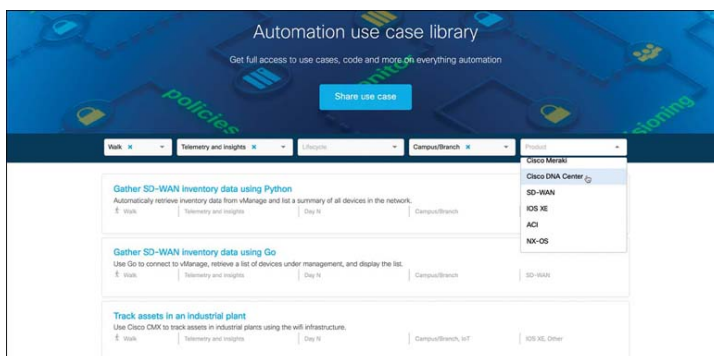 Automation use case library
Get full access to use cases, code and more on everything automation
Share use case
policies
monitor
Walk × Telemetry and insights × Lifecycle Campus/Branch × Product
Cisco Meraki
Cisco DNA Center
SD-WAN
IOS XE
ACI
NX-OS
Gather SD-WAN inventory data using Python
Automatically retrieve inventory data from vManage and list a summary of all devices in the network.
Walk Telemetry and insights Day N Campus/Branch
Gather SD-WAN inventory data using Go
Use Go to connect to vManage, retrieve a list of devices under management, and display the list.
Walk Telemetry and insights Day N Campus/Branch SD-WAN
Track assets in an industrial plant
Use Cisco CMX to track assets in industrial plants using the wifi infrastructure.
Walk Telemetry and insights Day N Campus/Branch, IoT IOS XE, Other